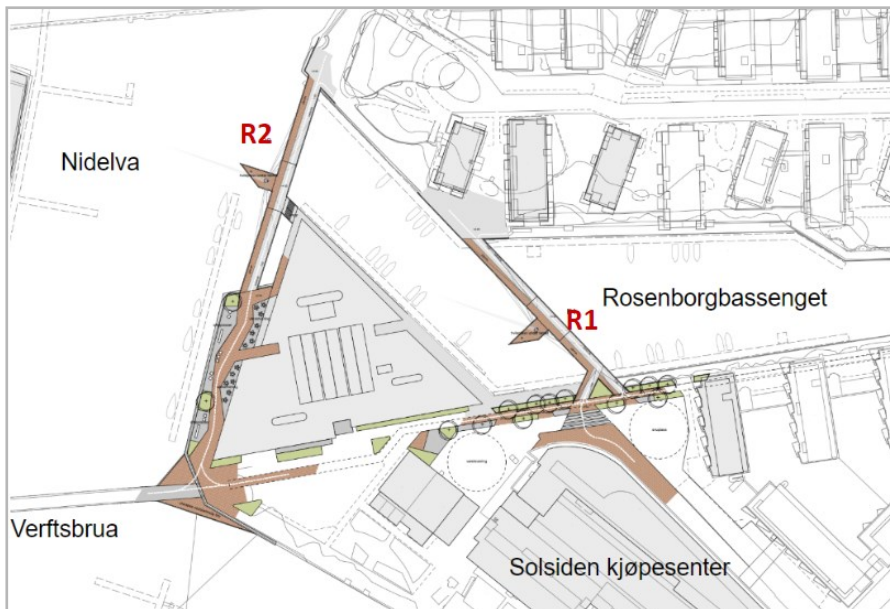 R2
Nidelva
Rosenborgbassenget
R1
Verftsbrua
Solsiden kjøpesenter